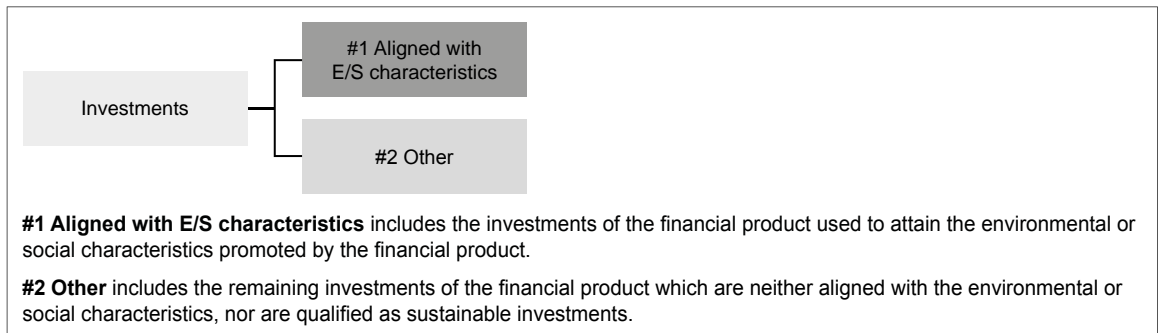 #1 Aligned with
E/S characteristics
Investments
#2 Other
#1 Aligned with E/S characteristics includes the investments of the financial product used to attain the environmental or
social characteristics promoted by the financial product.
#2 Other includes the remaining investments of the financial product which are neither aligned with the environmental or
social characteristics, nor are qualified as sustainable investments.